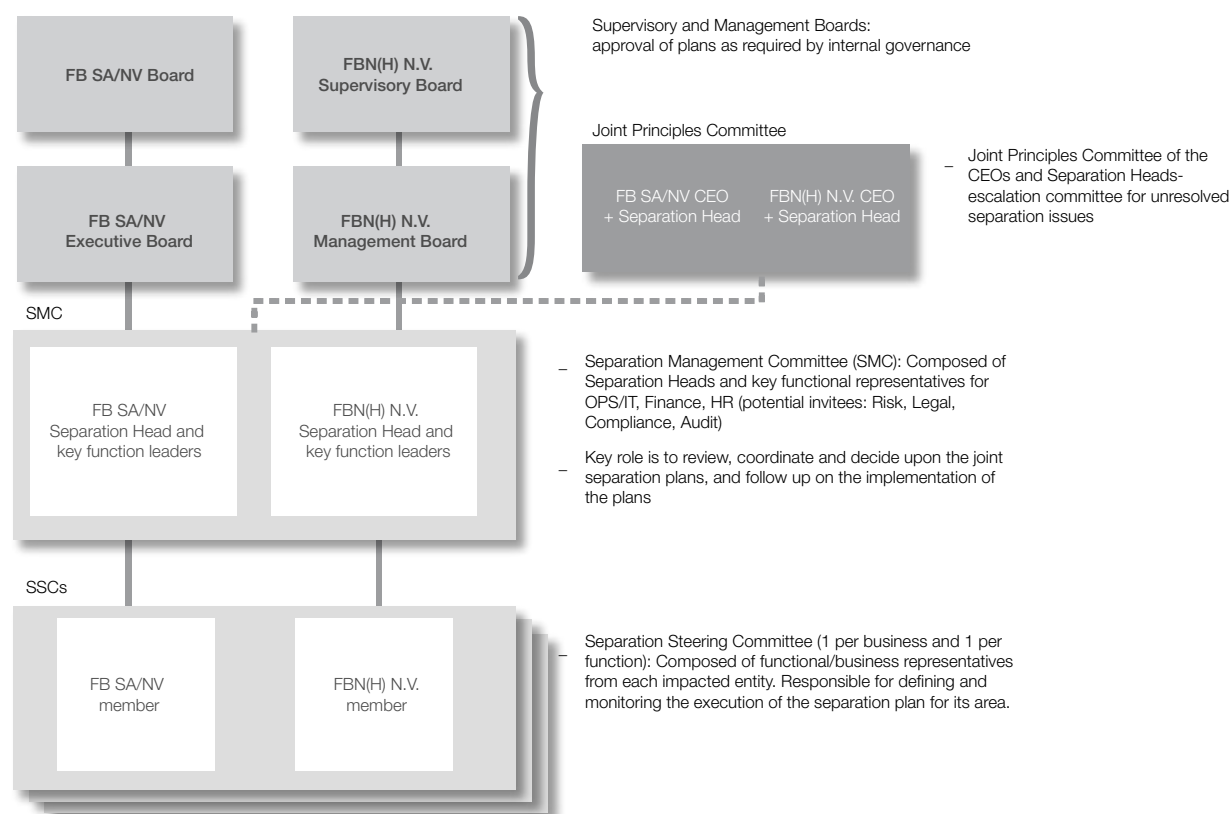 FB SA/NV Board
FBN(H) N.V.
Supervisory Board
Supervisory and Management Boards:
approval of plans as required by internal governance
FB SA/NV
Executive Board
FBN(H) N.V.
Management Board
Joint Principles Committee
FB SA/NV CEO
+ Separation Head
FBN(H) N.V. CEO
+ Separation Head
– Joint Principles Committee of the
CEOs and Separation Heads-
escalation committee for unresolved
separation issues
SMC
FB SA/NV
Separation Head and
key function leaders
FBN(H) N.V.
Separation Head and
key function leaders
– Separation Management Committee (SMC): Composed of
Separation Heads and key functional representatives for
OPS/IT, Finance, HR (potential invitees: Risk, Legal,
Compliance, Audit)
– Key role is to review, coordinate and decide upon the joint
separation plans, and follow up on the implementation of
the plans
SSCs
FB SA/NV
member
FBN(H) N.V.
member
– Separation Steering Committee (1 per business and 1 per
function): Composed of functional/business representatives
from each impacted entity. Responsible for defining and
monitoring the execution of the separation plan for its area.